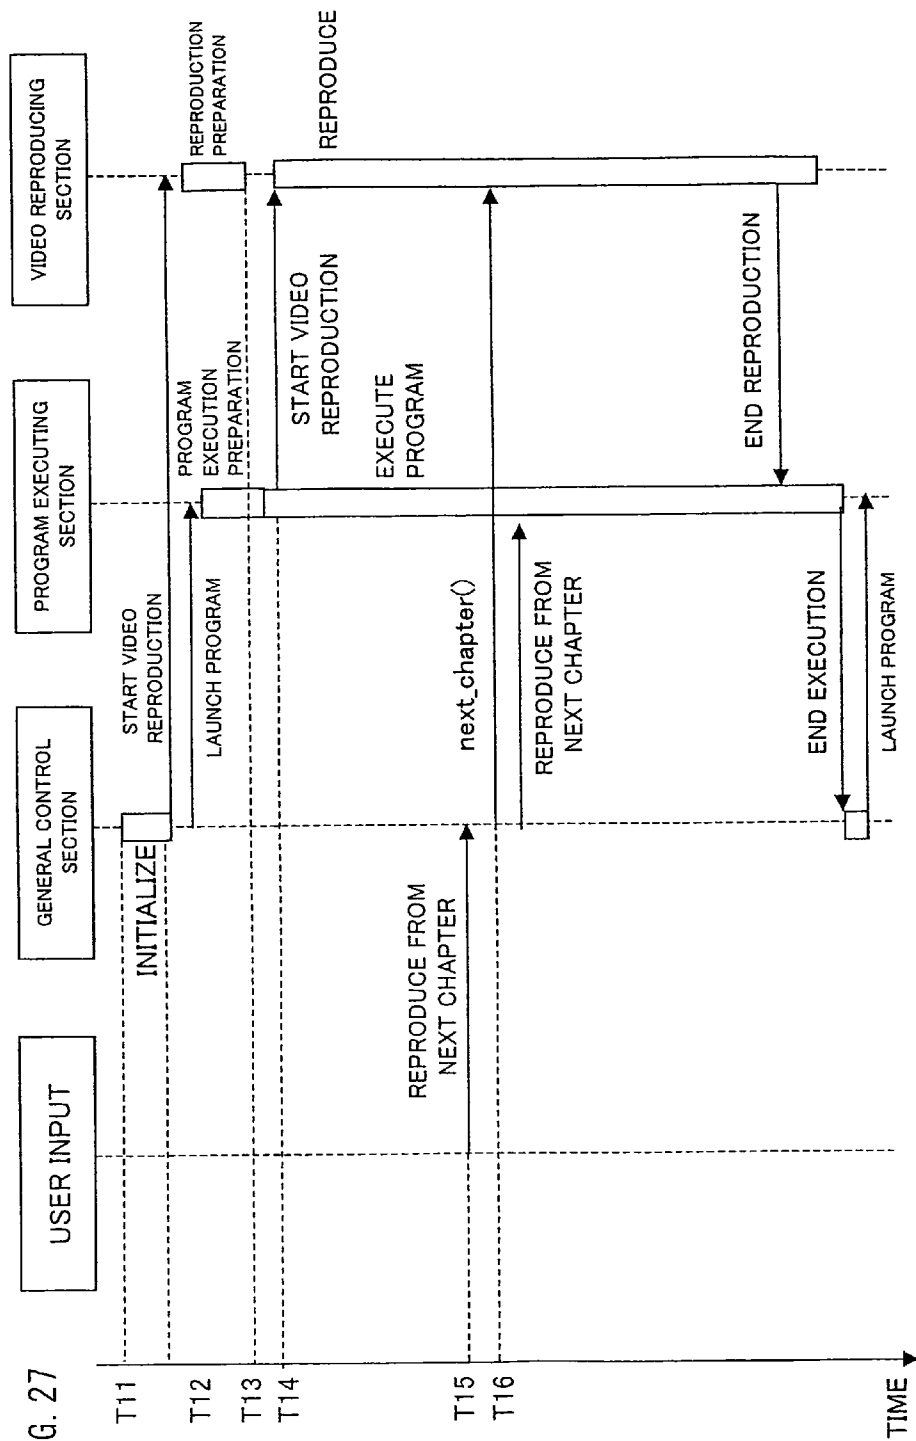 G. 27
USER INPUT
GENERAL CONTROL
SECTION
PROGRAM EXECUTING
SECTION
VIDEO REPRODUCING
SECTION
T11
INITIALIZE
START VIDEO
REPRODUCTION
T12
LAUNCH PROGRAM
PROGRAM
EXECUTION
PREPARATION
REPRODUCTION
PREPARATION
T13
T14
START VIDEO
REPRODUCTION
REPRODUCE
EXECUTE
PROGRAM
T15
REPRODUCE FROM
NEXT CHAPTER
T16
next_chapter()
REPRODUCE FROM
NEXT CHAPTER
END REPRODUCTION
END EXECUTION
LAUNCH PROGRAM
TIME